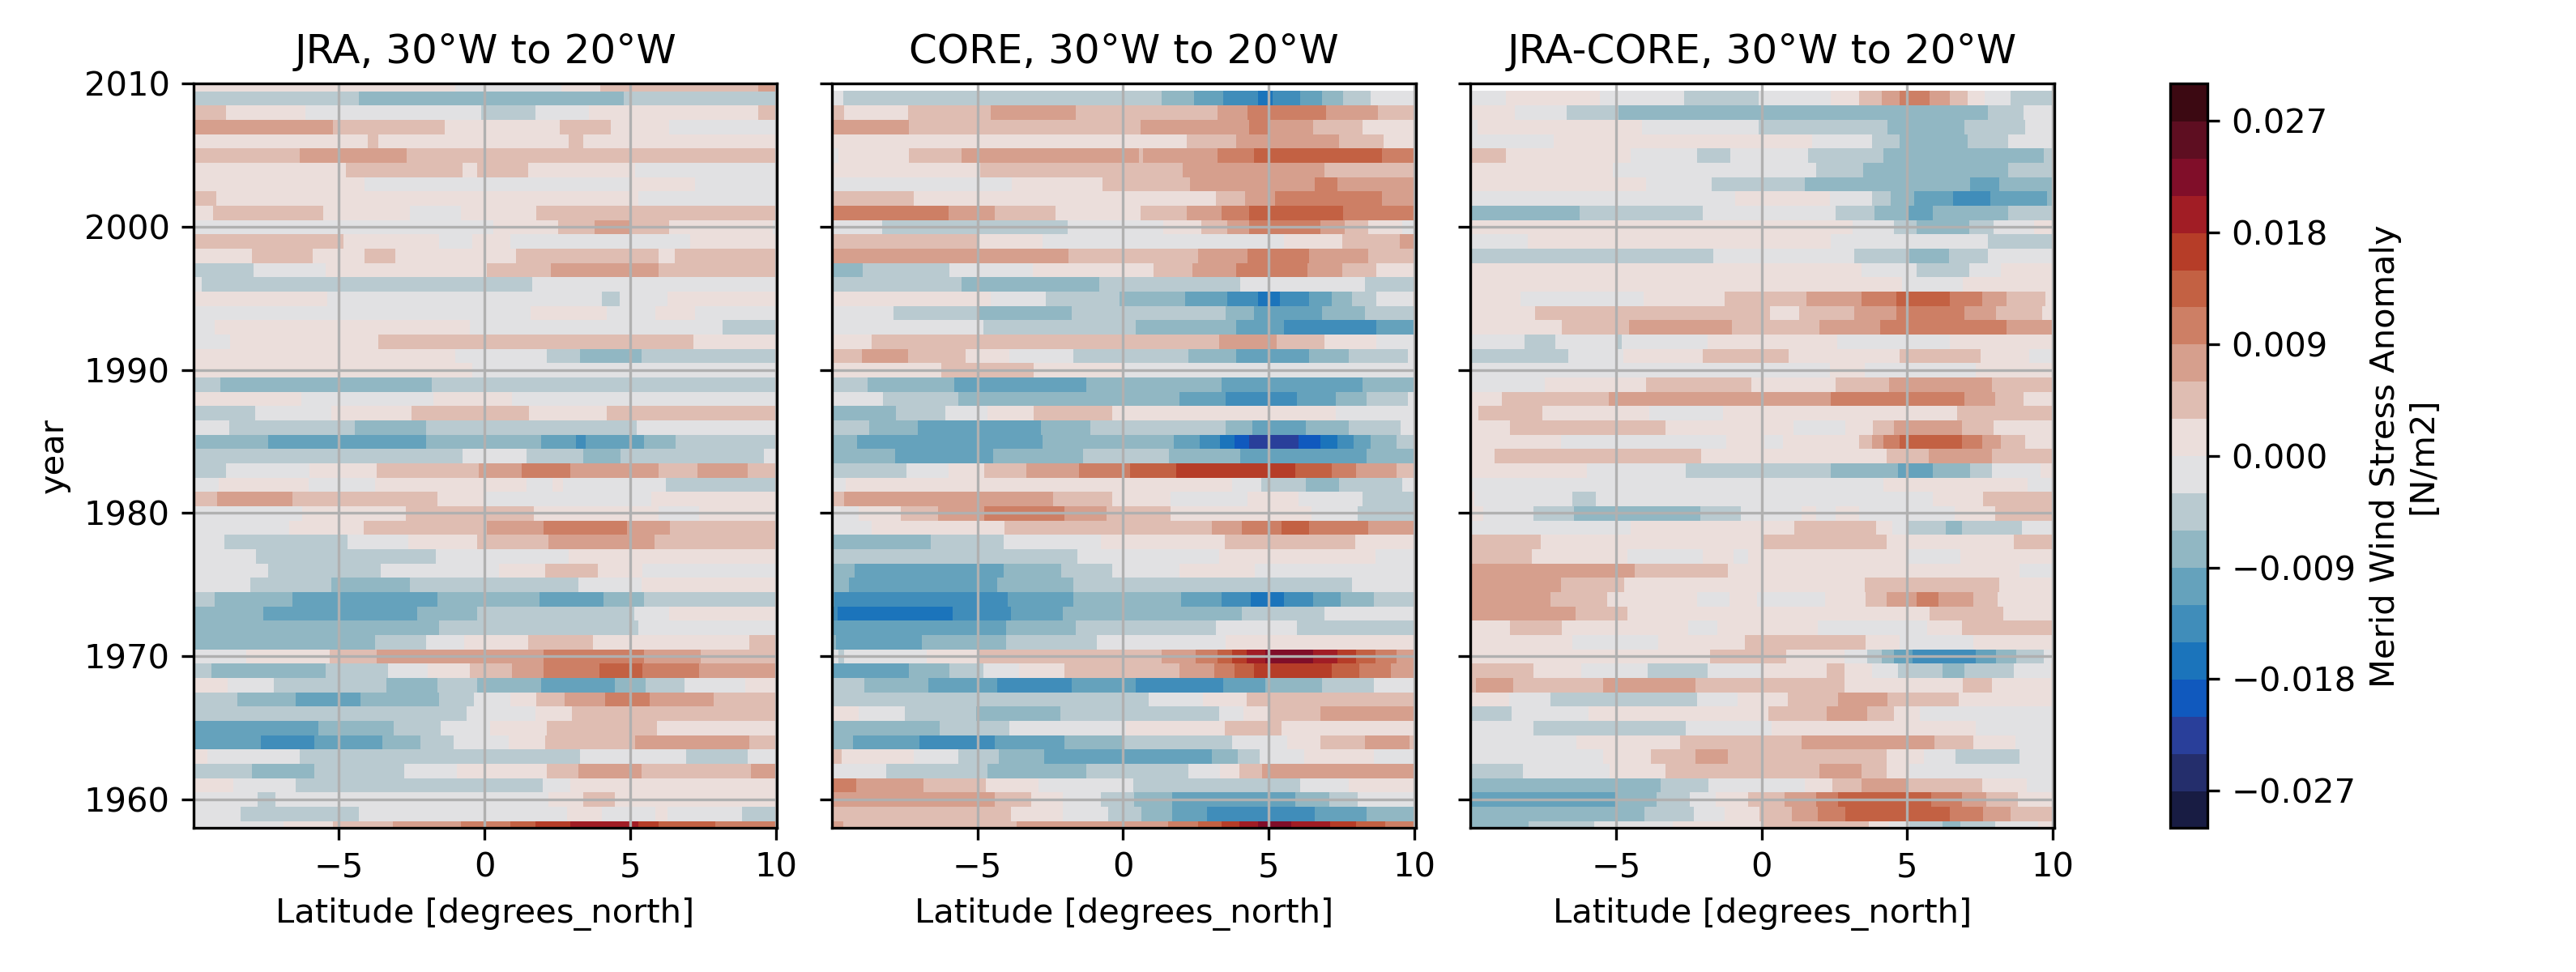 JRA, 30°W to 20°W
CORE, 30°W to 20°W
JRA-CORE, 30°W to 20°W
2010
2000
1990
1980
1970
1960
year
−5
0
5
10
−5
0
5
10
−5
0
5
10
Latitude [degrees_north]
Latitude [degrees_north]
Latitude [degrees_north]
0.027
0.018
0.009
0.000
−0.009
−0.018
−0.027
Merid Wind Stress Anomaly
[N/m2]